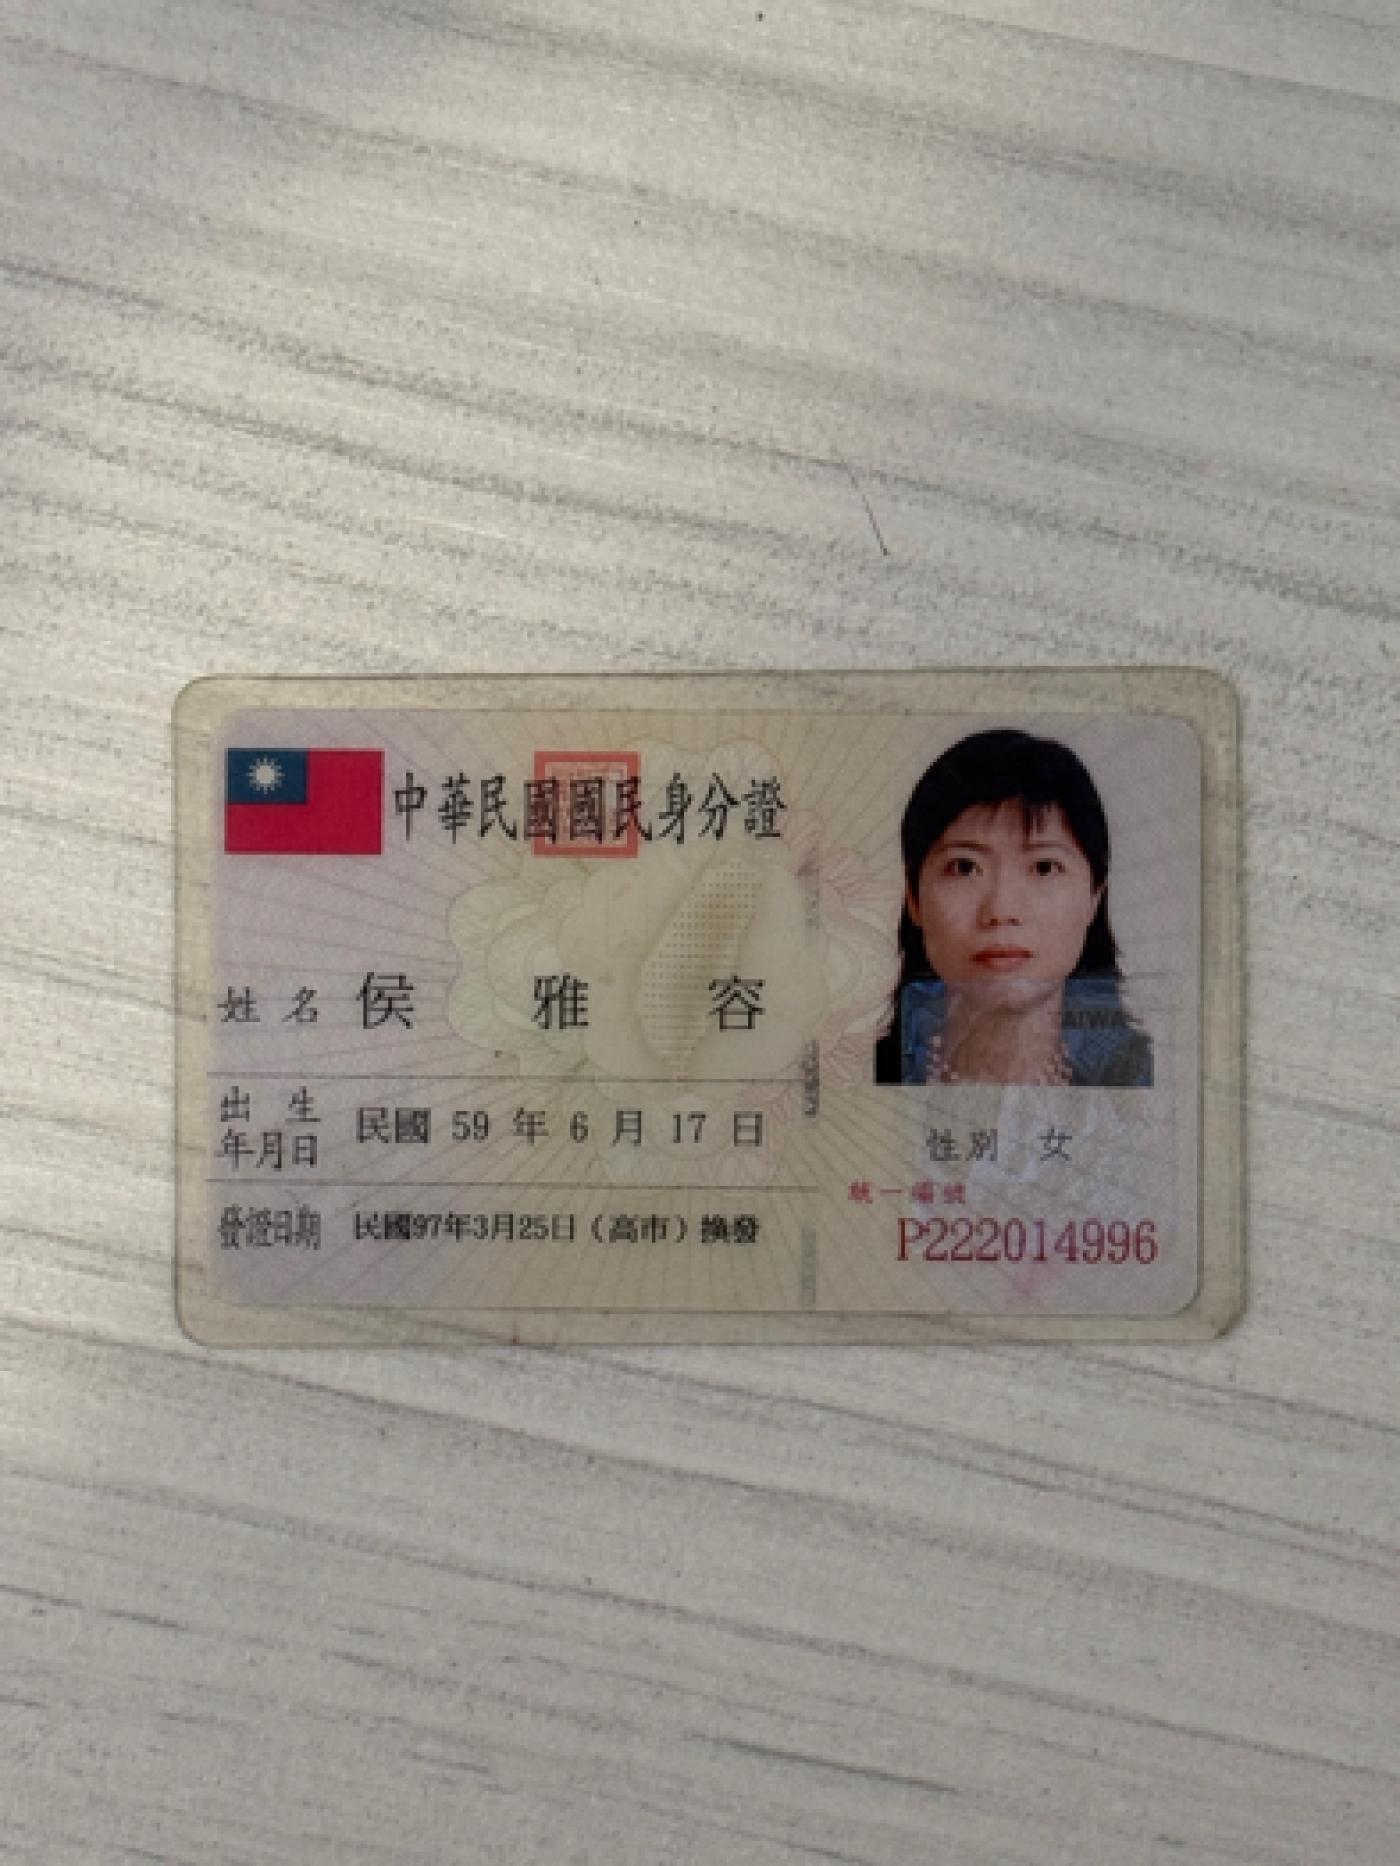 中華民國國民身分證
姓名 侯雅容
出生年月日 民國 59 年 6 月 17 日
發證日期 民國97年3月25日（高市）換發
性別 女
統一編號
P222014996